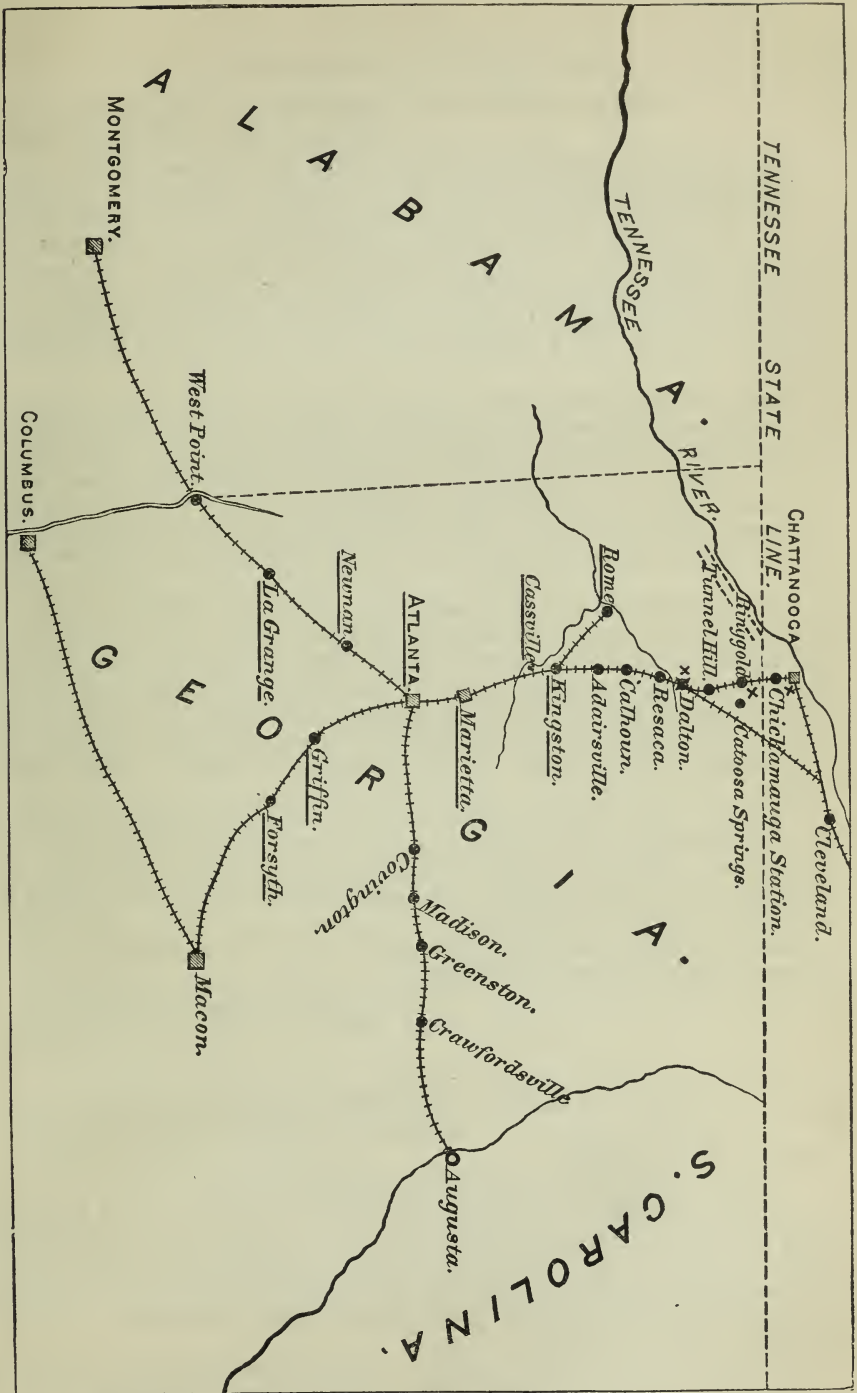 TENNESSEE STATE LINE.
TENNESSEE RIVER.
ALABAMA.
GEORGIA.
S. CAROLINA.
CHATTANOOGA
Cleveland.
Chickamauga Station.
Ringgold
Catoosa Springs.
Tunnel Hill.
Dalton.
Resaca.
Calhoun.
Adairsville.
Rome
Kingston.
Cassville
Marietta.
ATLANTA.
Newnan.
La Grange.
West Point.
MONTGOMERY.
COLUMBUS.
Griffin.
Forsyth.
Macon.
Covington.
Madison.
Greenston.
Crawfordsville
Augusta.